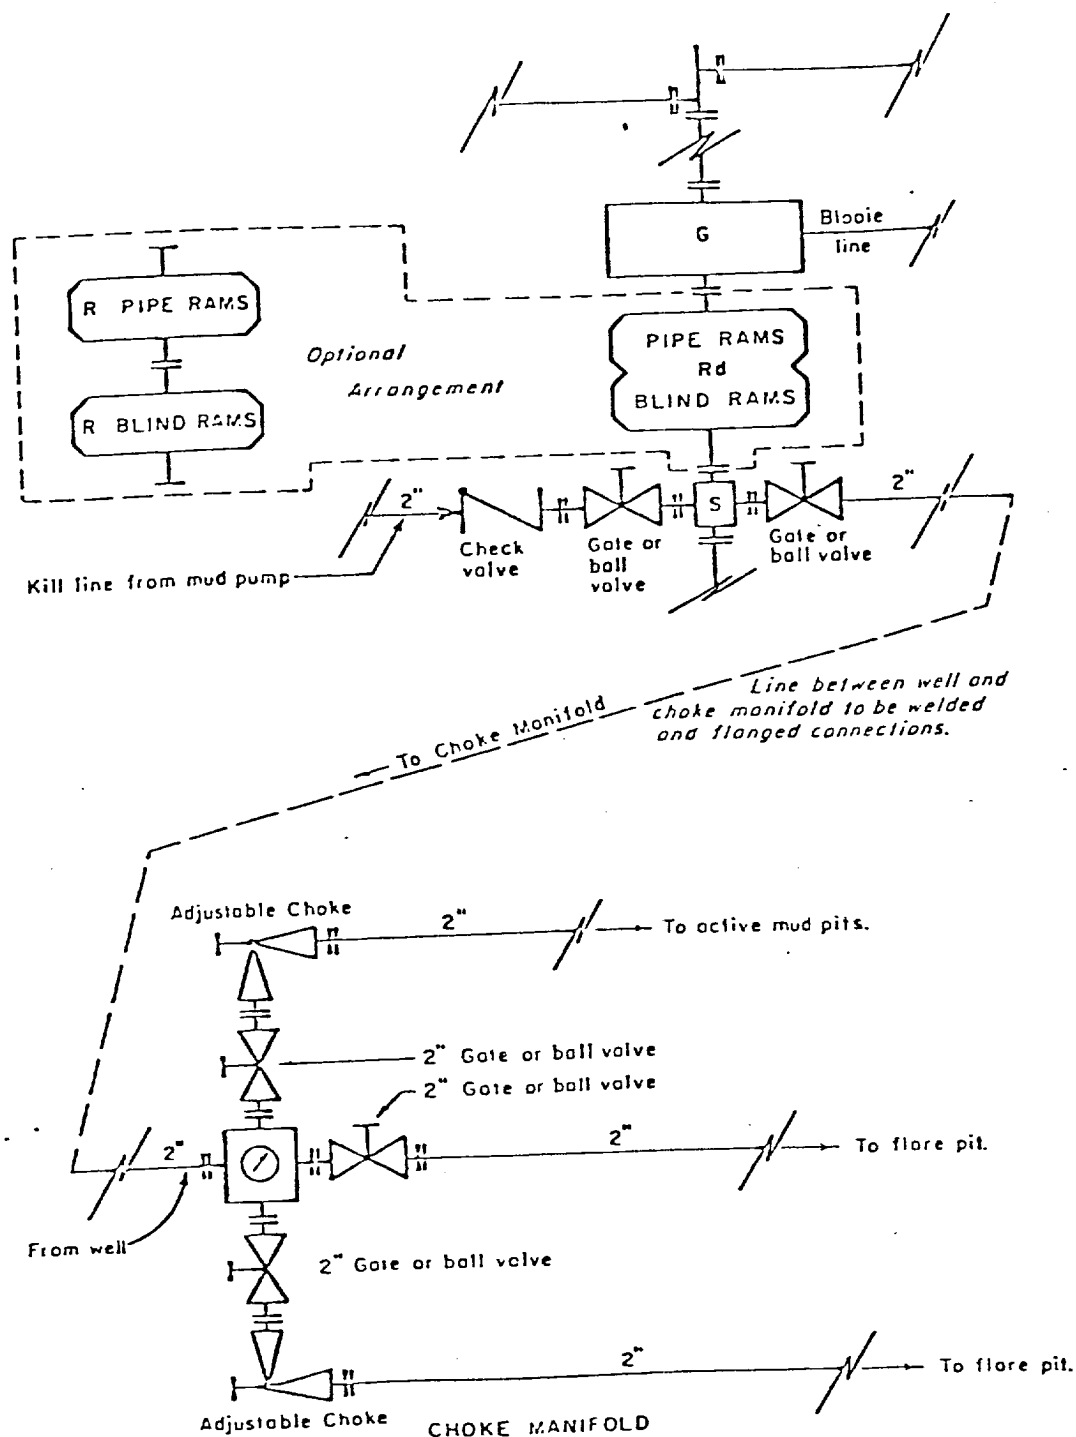 G
Blooie
line
R PIPE RAMS
R BLIND RAMS
Optional
Arrangement
PIPE RAMS
Rd
BLIND RAMS
2"
S
2"
Check
valve
Gate or
ball
valve
Gate or
ball valve
Kill line from mud pump
Line between well and
choke manifold to be welded
and flanged connections.
To Choke Manifold
Adjustable Choke
2"
To active mud pits.
2" Gate or ball valve
2" Gate or ball valve
2"
2"
To flare pit.
From well
2" Gate or ball valve
2"
To flare pit.
Adjustable Choke
CHOKE MANIFOLD